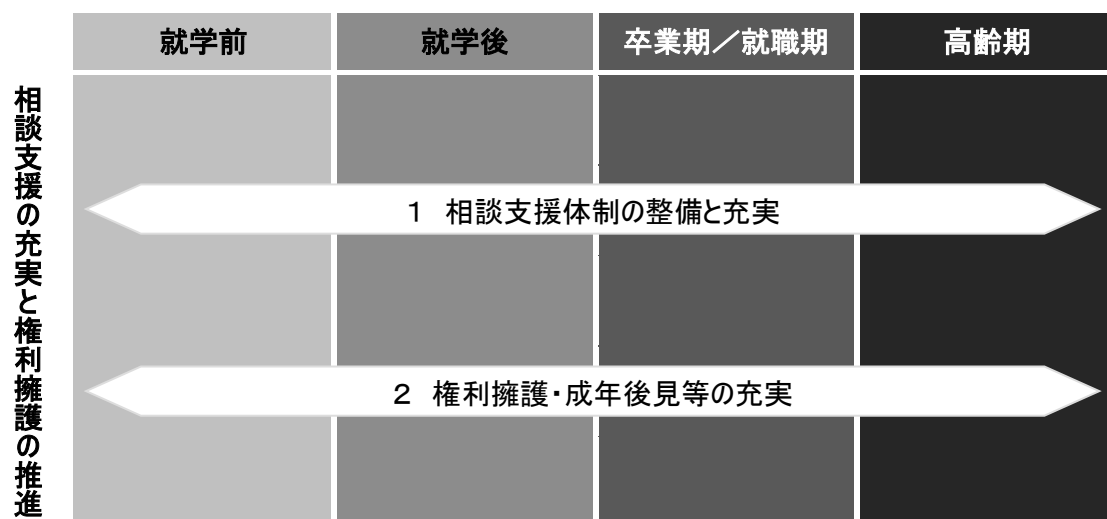 就学前
就学後
卒業期／就職期
高齢期
相談支援の充実と権利擁護の推進
１ 相談支援体制の整備と充実
２ 権利擁護・成年後見等の充実